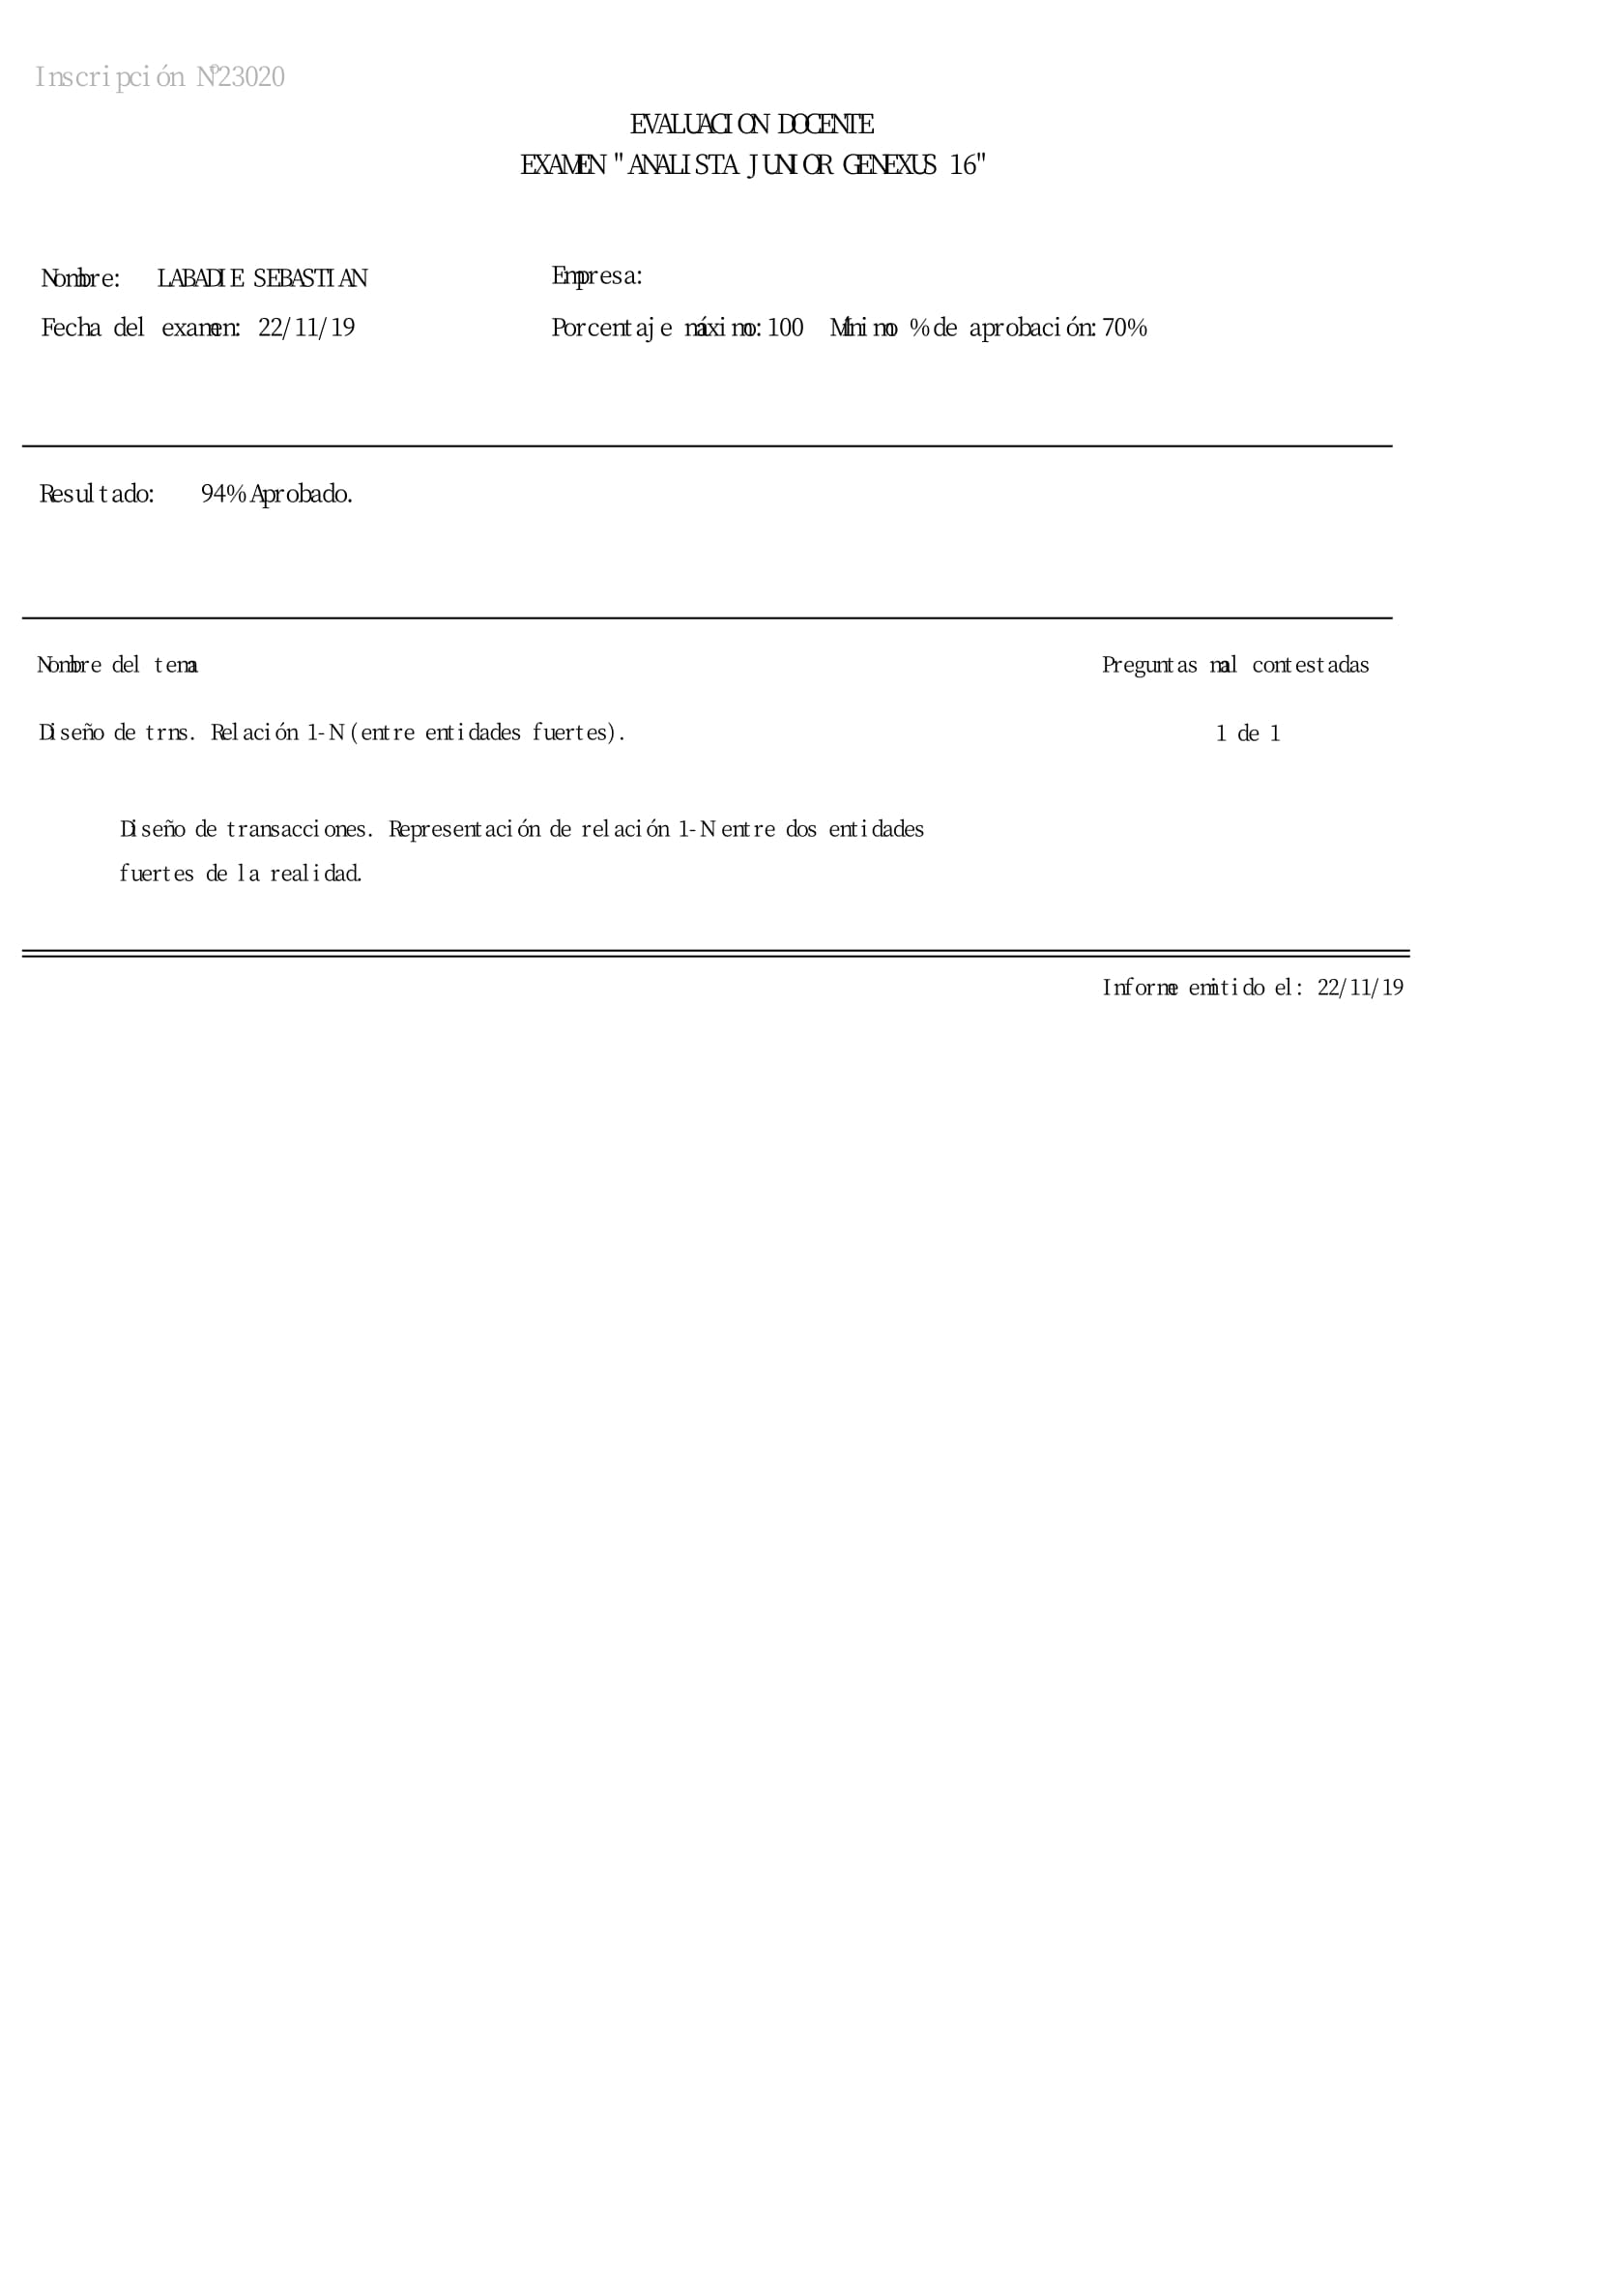 Inscripción Nº23020
EVALUACION DOCENTE
EXAMEN "ANALISTA JUNIOR GENEXUS 16"
Nombre: LABADIE SEBASTIAN Empresa:
Fecha del examen: 22/11/19 Porcentaje máximo: 100 Mínimo % de aprobación: 70%
Resultado: 94% Aprobado.
Nombre del tema Preguntas mal contestadas
Diseño de trns. Relación 1-N (entre entidades fuertes). 1 de 1
Diseño de transacciones. Representación de relación 1-N entre dos entidades
fuertes de la realidad.
Informe emitido el: 22/11/19